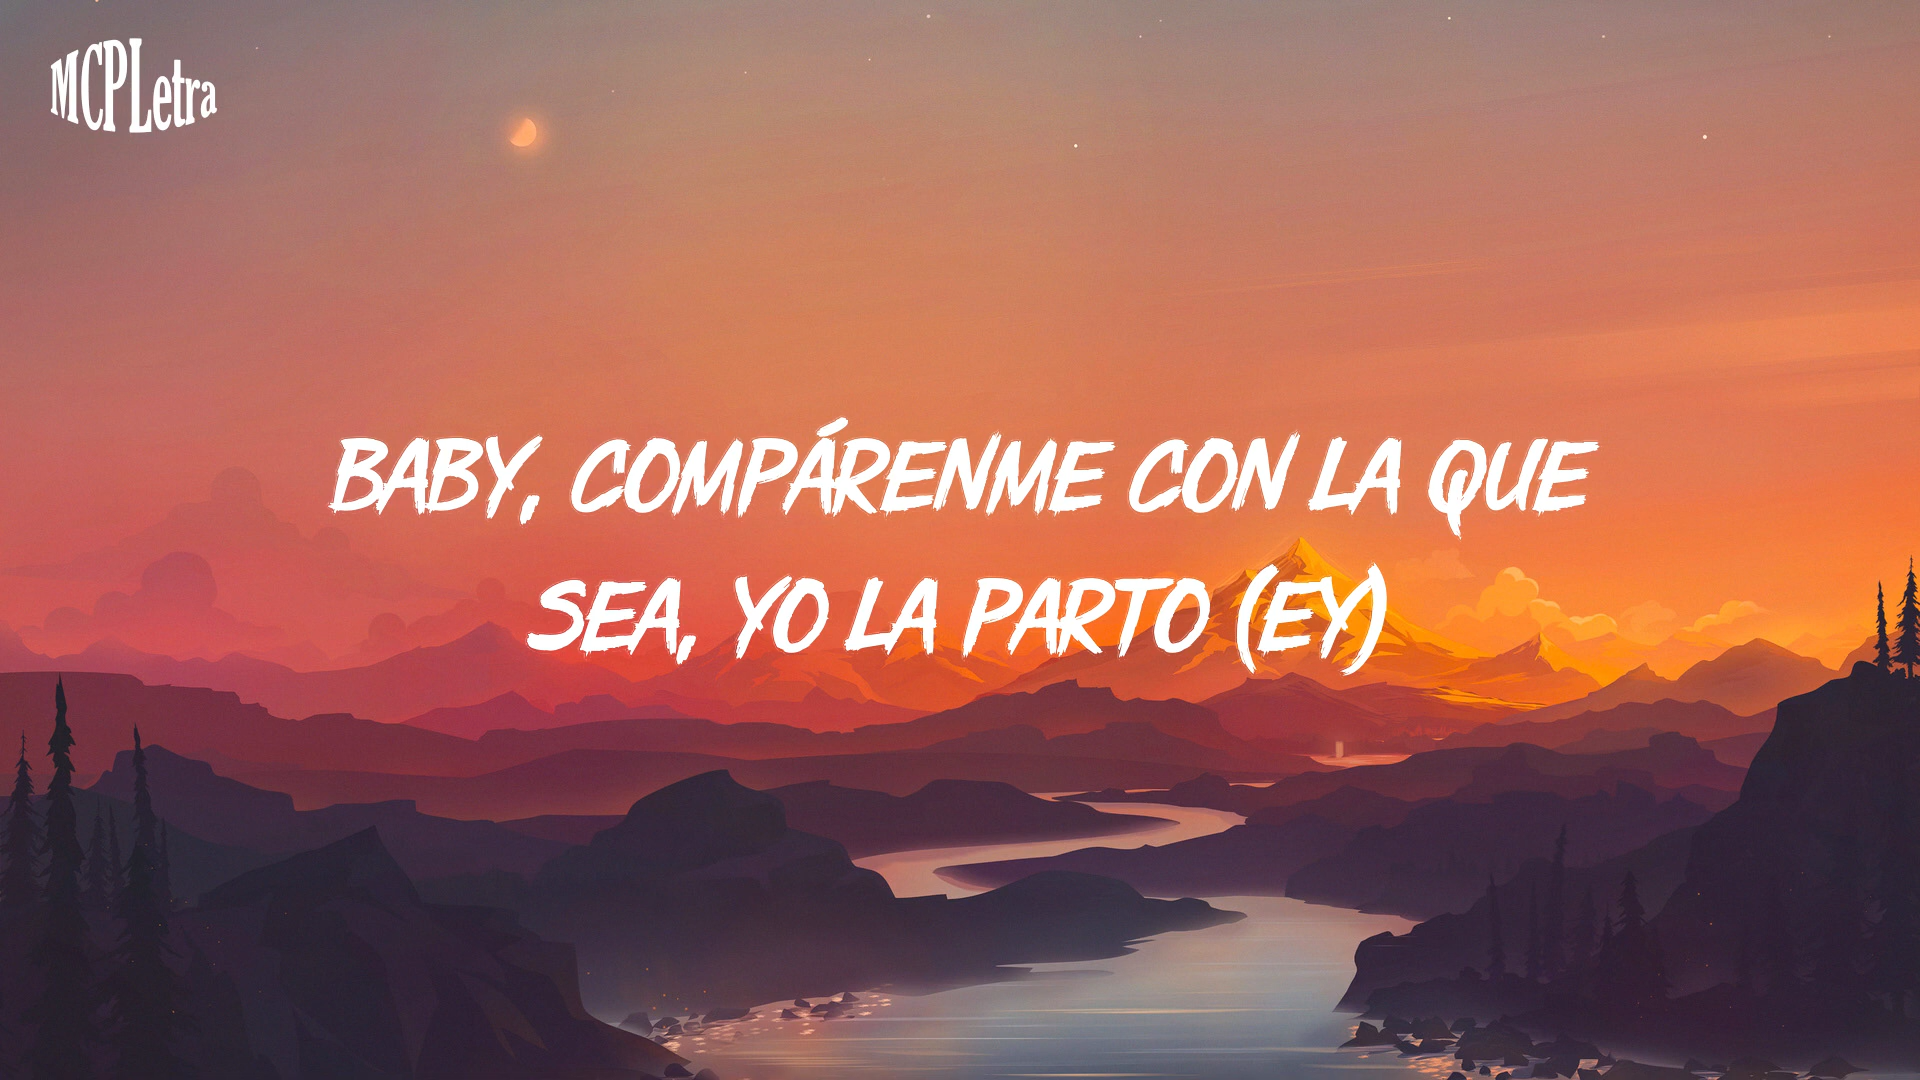 MCPLetra
BABY, COMPÁRENME CON LA QUE
SEA, YO LA PARTO (EY)